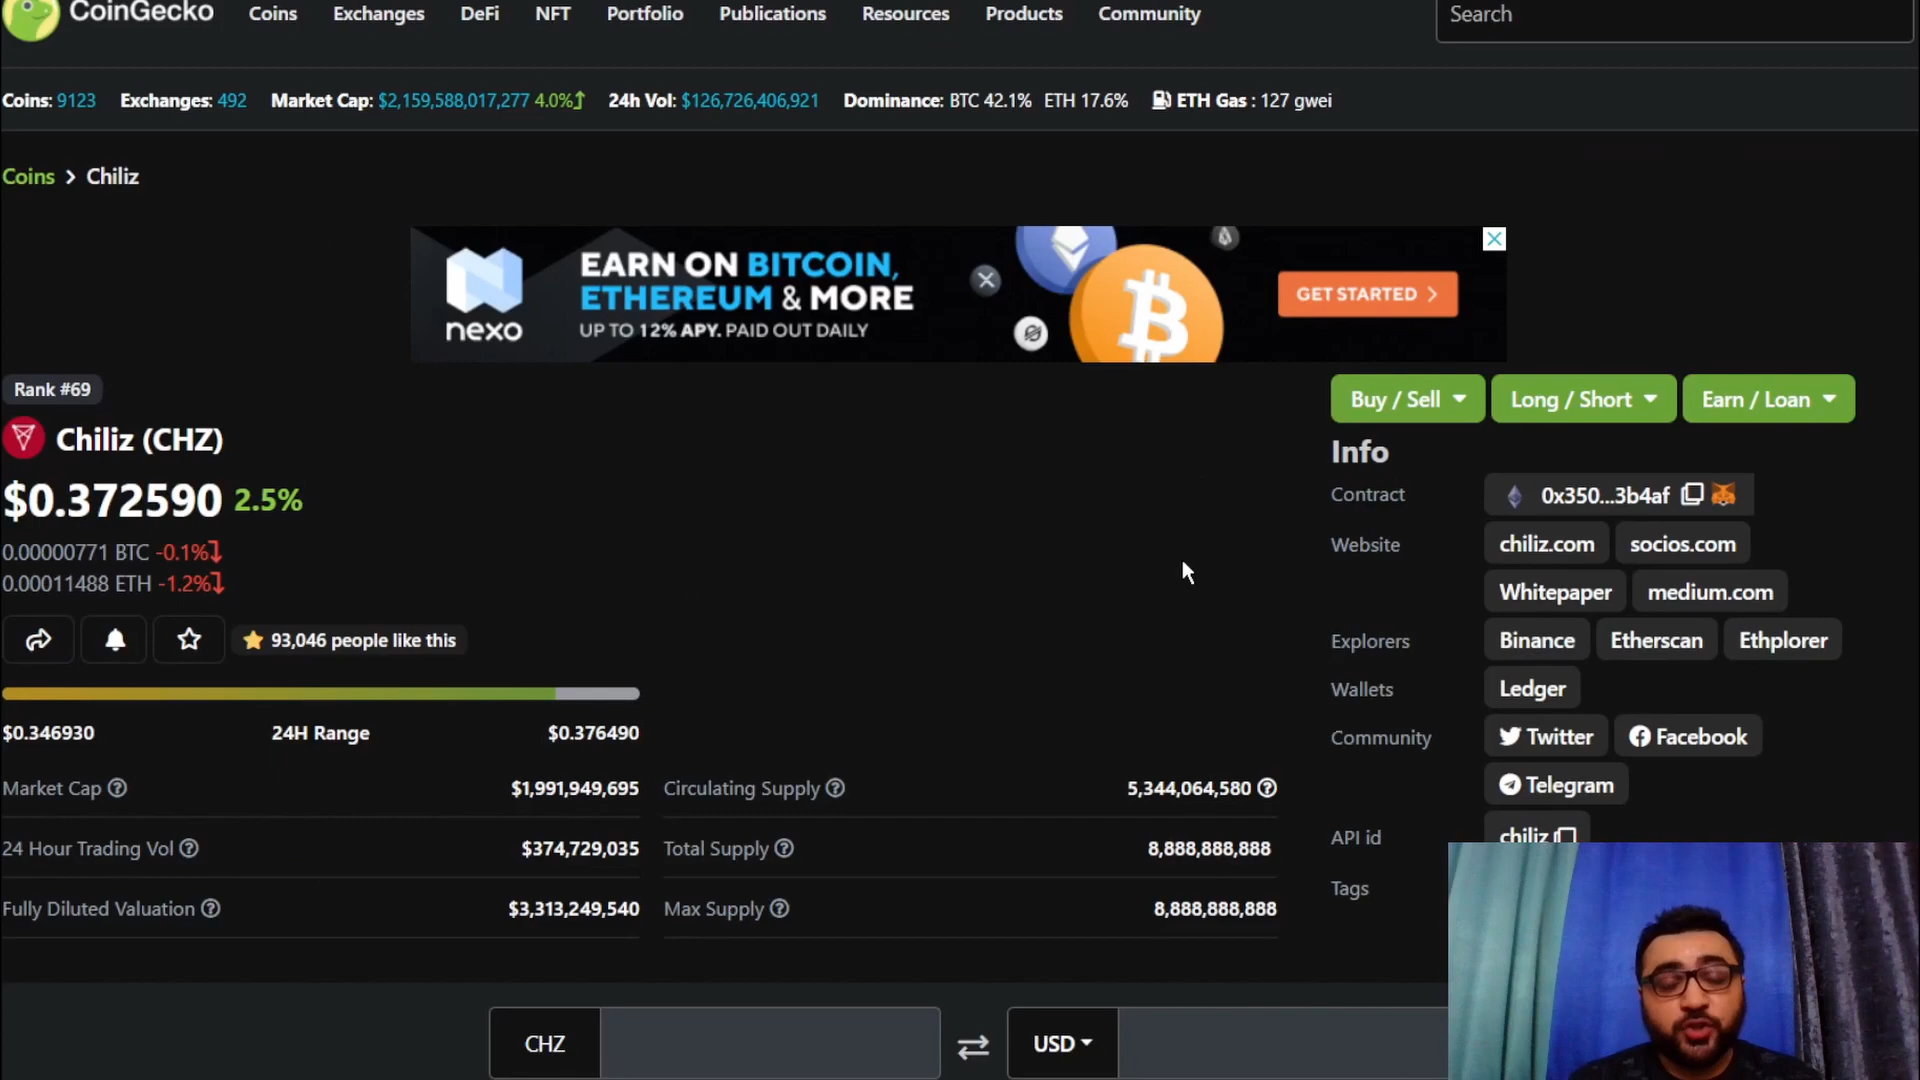 CoinGecko Coins Exchanges DeFi NFT Portfolio Publications Resources Products Community Search
Coins: 9123 Exchanges: 492 Market Cap: $2,159,588,017,277 4.0% 24h Vol: $126,726,406,921 Dominance: BTC 42.1% ETH 17.6% ETH Gas : 127 gwei
Coins > Chiliz
nexo
EARN ON BITCOIN,
ETHEREUM & MORE
UP TO 12% APY. PAID OUT DAILY
GET STARTED >
Rank #69
Chiliz (CHZ)
$0.372590 2.5%
0.00000771 BTC -0.1%
0.00011488 ETH -1.2%
93,046 people like this
$0.346930 24H Range $0.376490
Market Cap $1,991,949,695
24 Hour Trading Vol $374,729,035
Fully Diluted Valuation $3,313,249,540
Circulating Supply 5,344,064,580
Total Supply 8,888,888,888
Max Supply 8,888,888,888
Buy / Sell Long / Short Earn / Loan
Info
Contract 0x350...3b4af
Website chiliz.com socios.com
Whitepaper medium.com
Explorers Binance Etherscan Ethplorer
Wallets Ledger
Community Twitter Facebook
Telegram
API id chiliz
Tags
CHZ USD